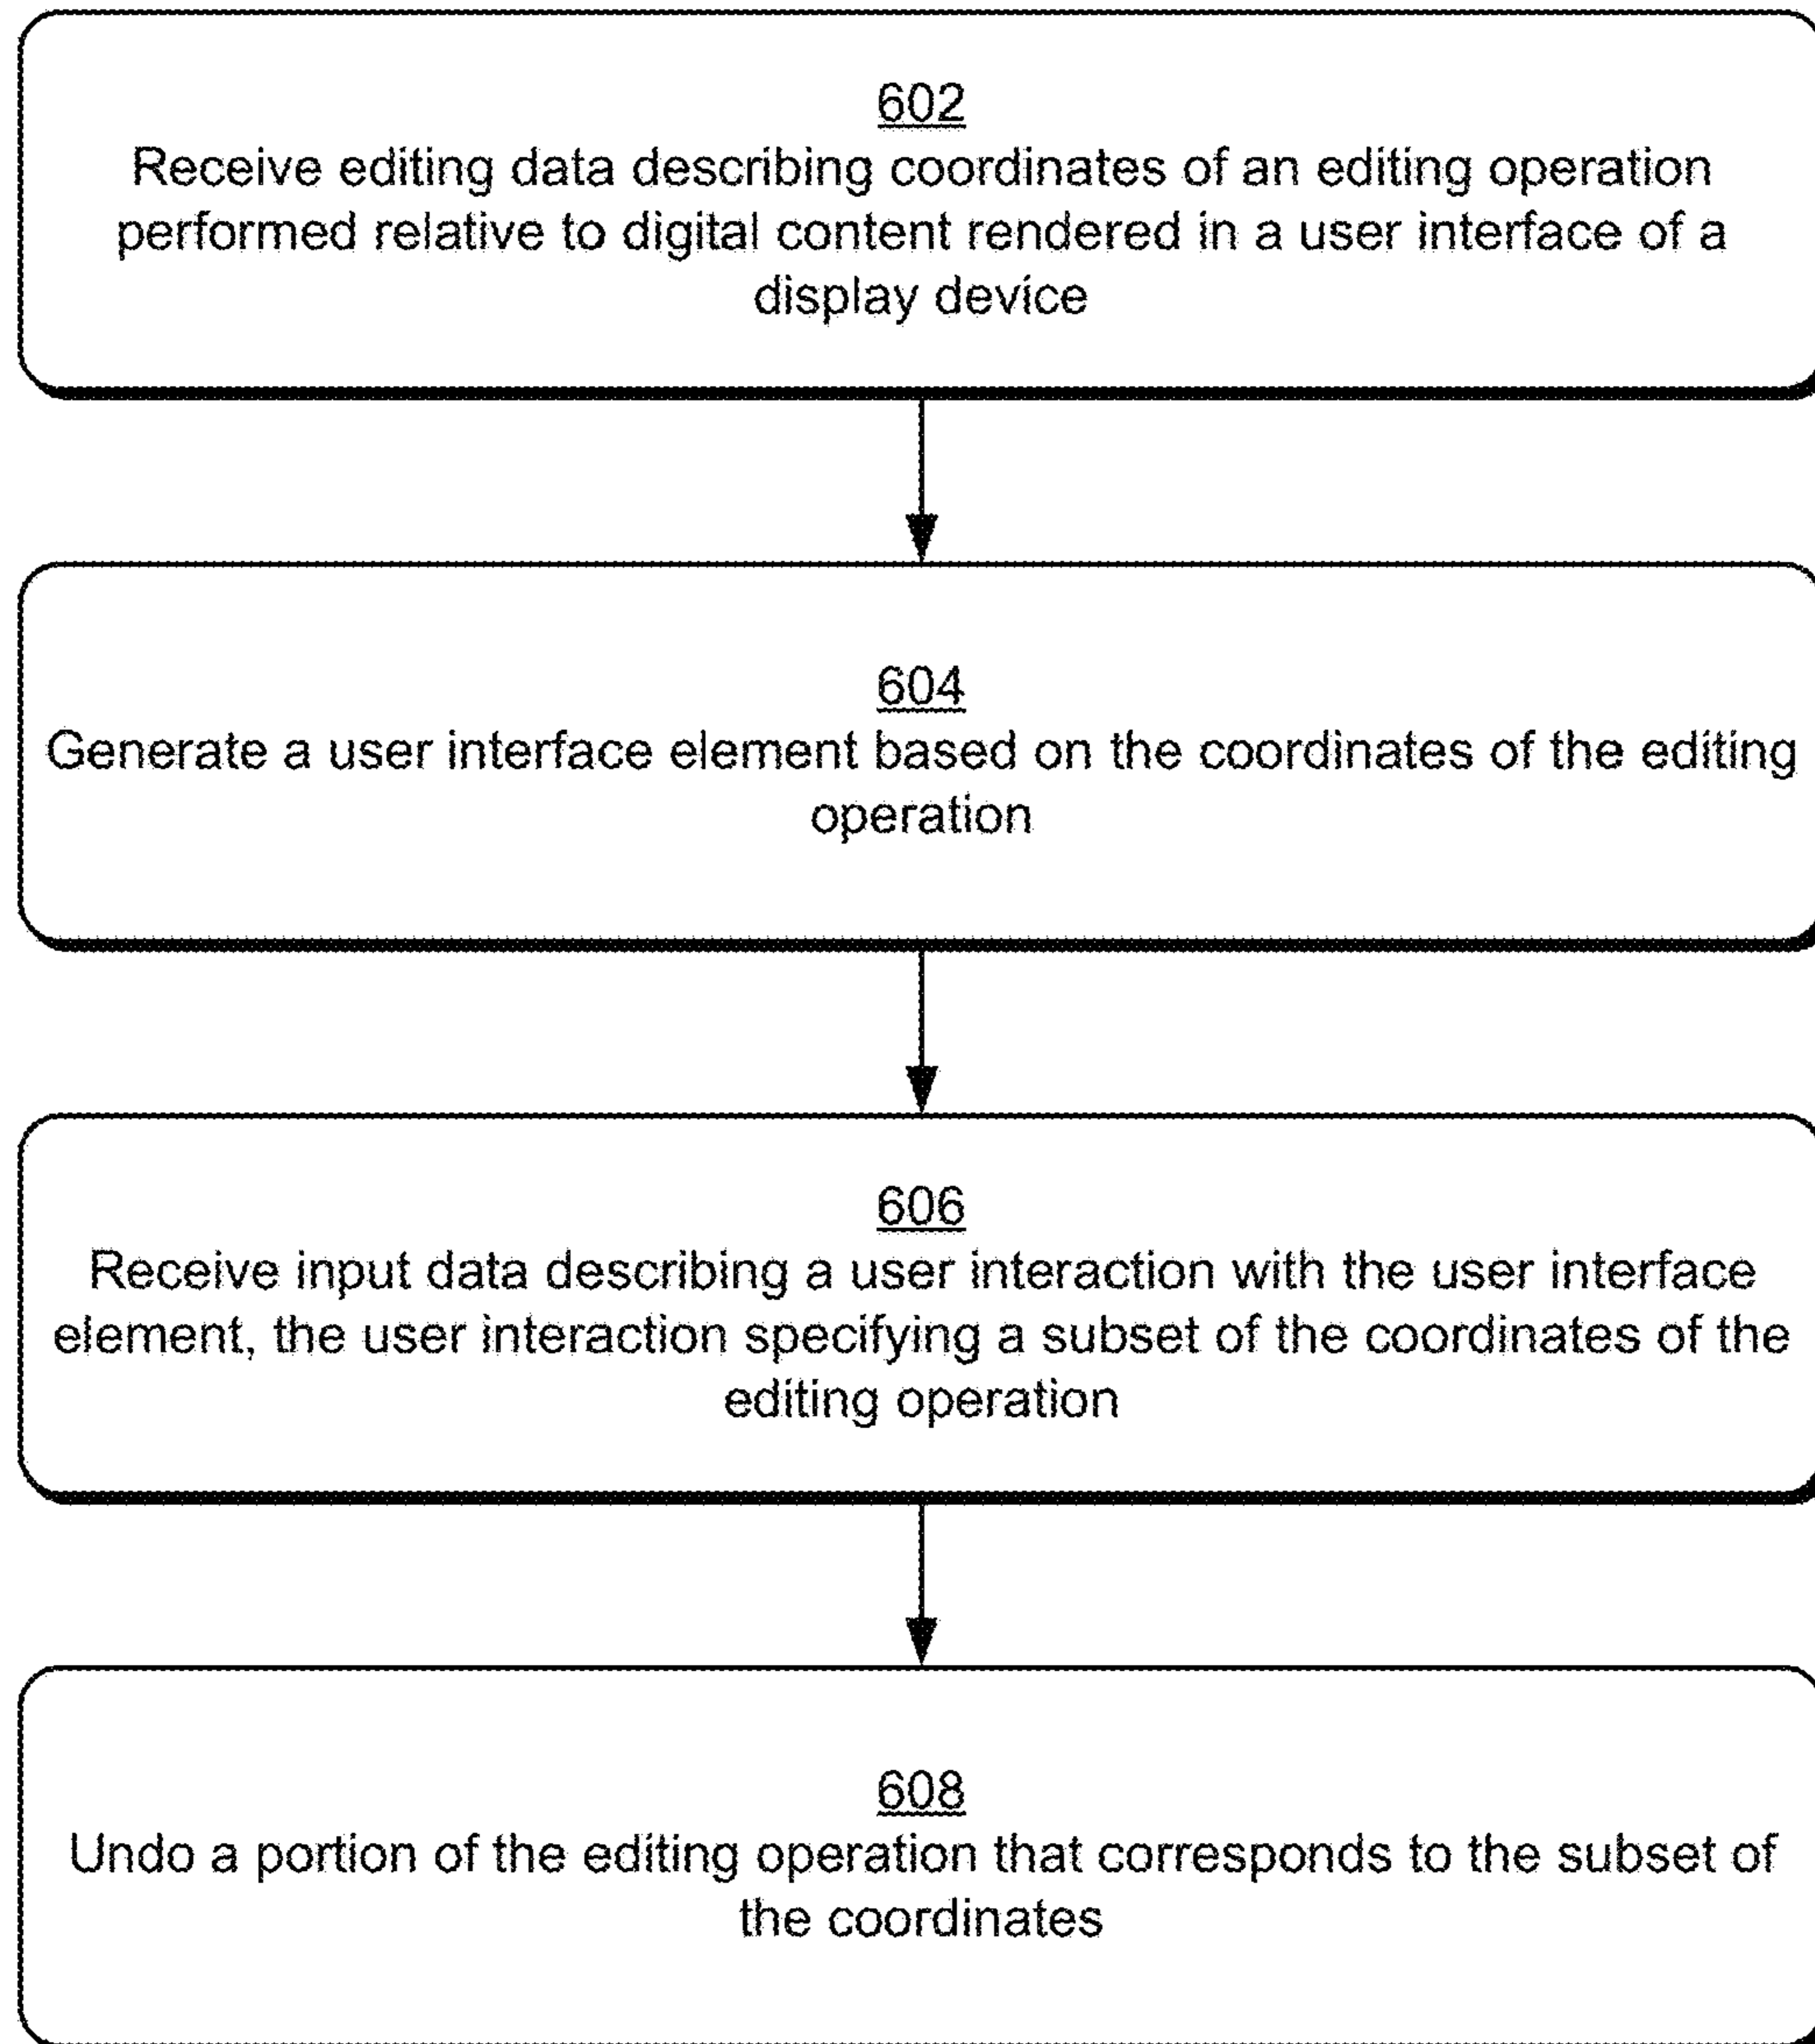 602
Receive editing data describing coordinates of an editing operation
performed relative to digital content rendered in a user interface of a
display device
604
Generate a user interface element based on the coordinates of the editing
operation
606
Receive input data describing a user interaction with the user interface
element, the user interaction specifying a subset of the coordinates of the
editing operation
608
Undo a portion of the editing operation that corresponds to the subset of
the coordinates